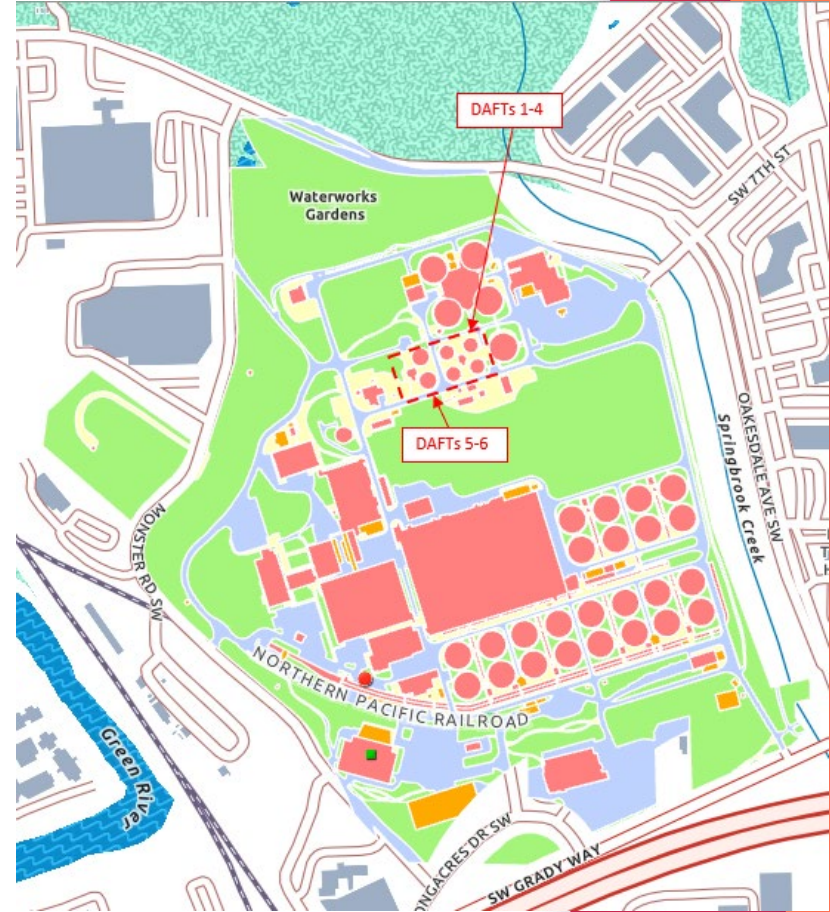 DAFTs 1-4
SW 7TH ST
Waterworks
Gardens
DAFTs 5-6
OAKESDALE AVE SW
Springbrook Creek
MONSTER RD SW
NORTHERN PACIFIC RAILROAD
Green River
ONGACRES DR SW
SW GRADY WAY